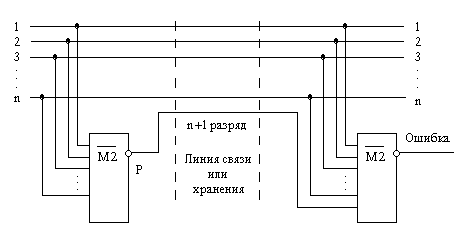 1
2
3
n
1
2
3
n
n+1 разряд
Линия связи
или
хранения
M2
P
M2
Ошибка